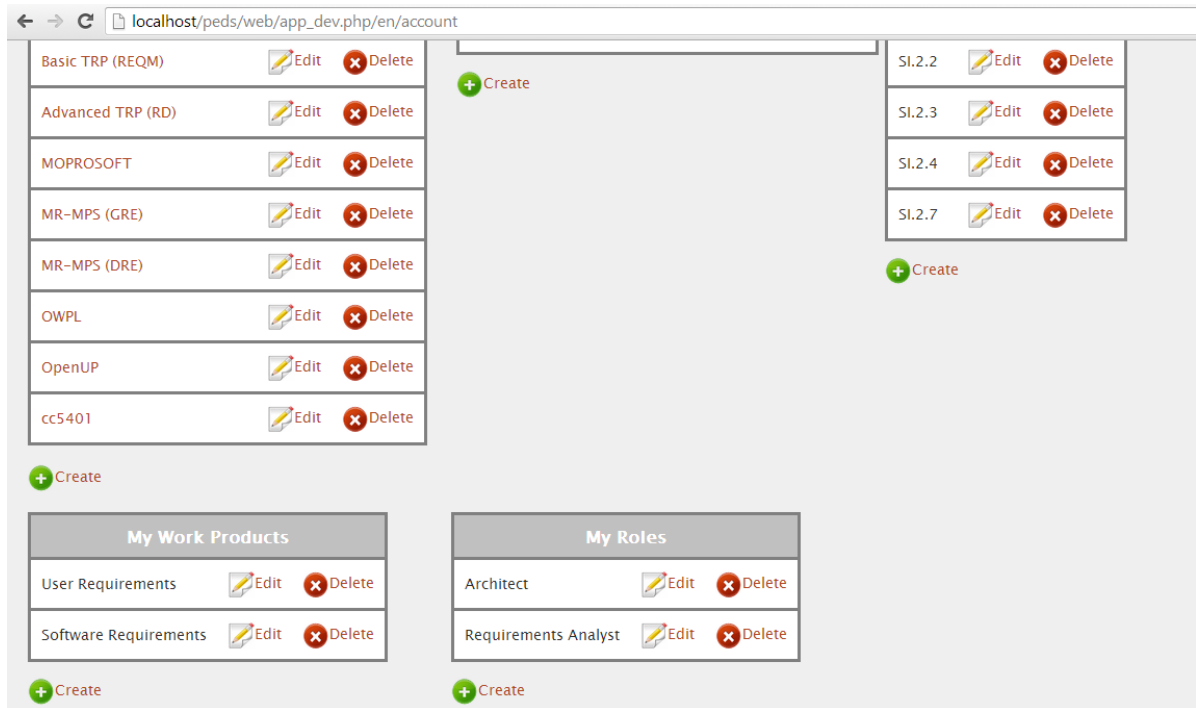 localhost/peds/web/app_dev.php/en/account
Basic TRP (REQM) Edit Delete
Advanced TRP (RD) Edit Delete
MOPROSOFT Edit Delete
MR-MPS (GRE) Edit Delete
MR-MPS (DRE) Edit Delete
OWPL Edit Delete
OpenUP Edit Delete
cc5401 Edit Delete
Create
Create
SI.2.2 Edit Delete
SI.2.3 Edit Delete
SI.2.4 Edit Delete
SI.2.7 Edit Delete
Create
My Work Products
User Requirements Edit Delete
Software Requirements Edit Delete
Create
My Roles
Architect Edit Delete
Requirements Analyst Edit Delete
Create